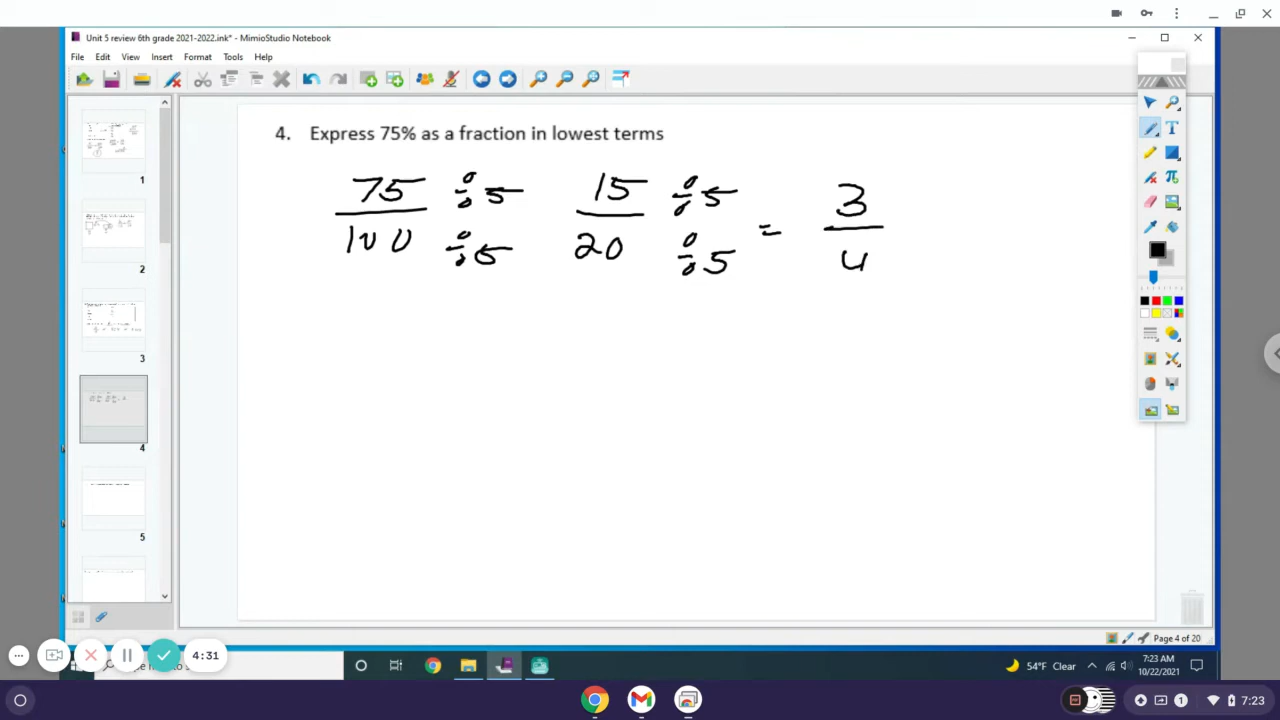 Unit 5 review 6th grade 2021-2022.ink* - MimioStudio Notebook
File Edit View Insert Format Tools Help
4. Express 75% as a fraction in lowest terms
75 ÷5 15 ÷5 3
100 ÷5 20 ÷5 = 4
1
2
3
4
5
Page 4 of 20
4:31
54°F Clear 7:23 AM
10/22/2021
1 7:23